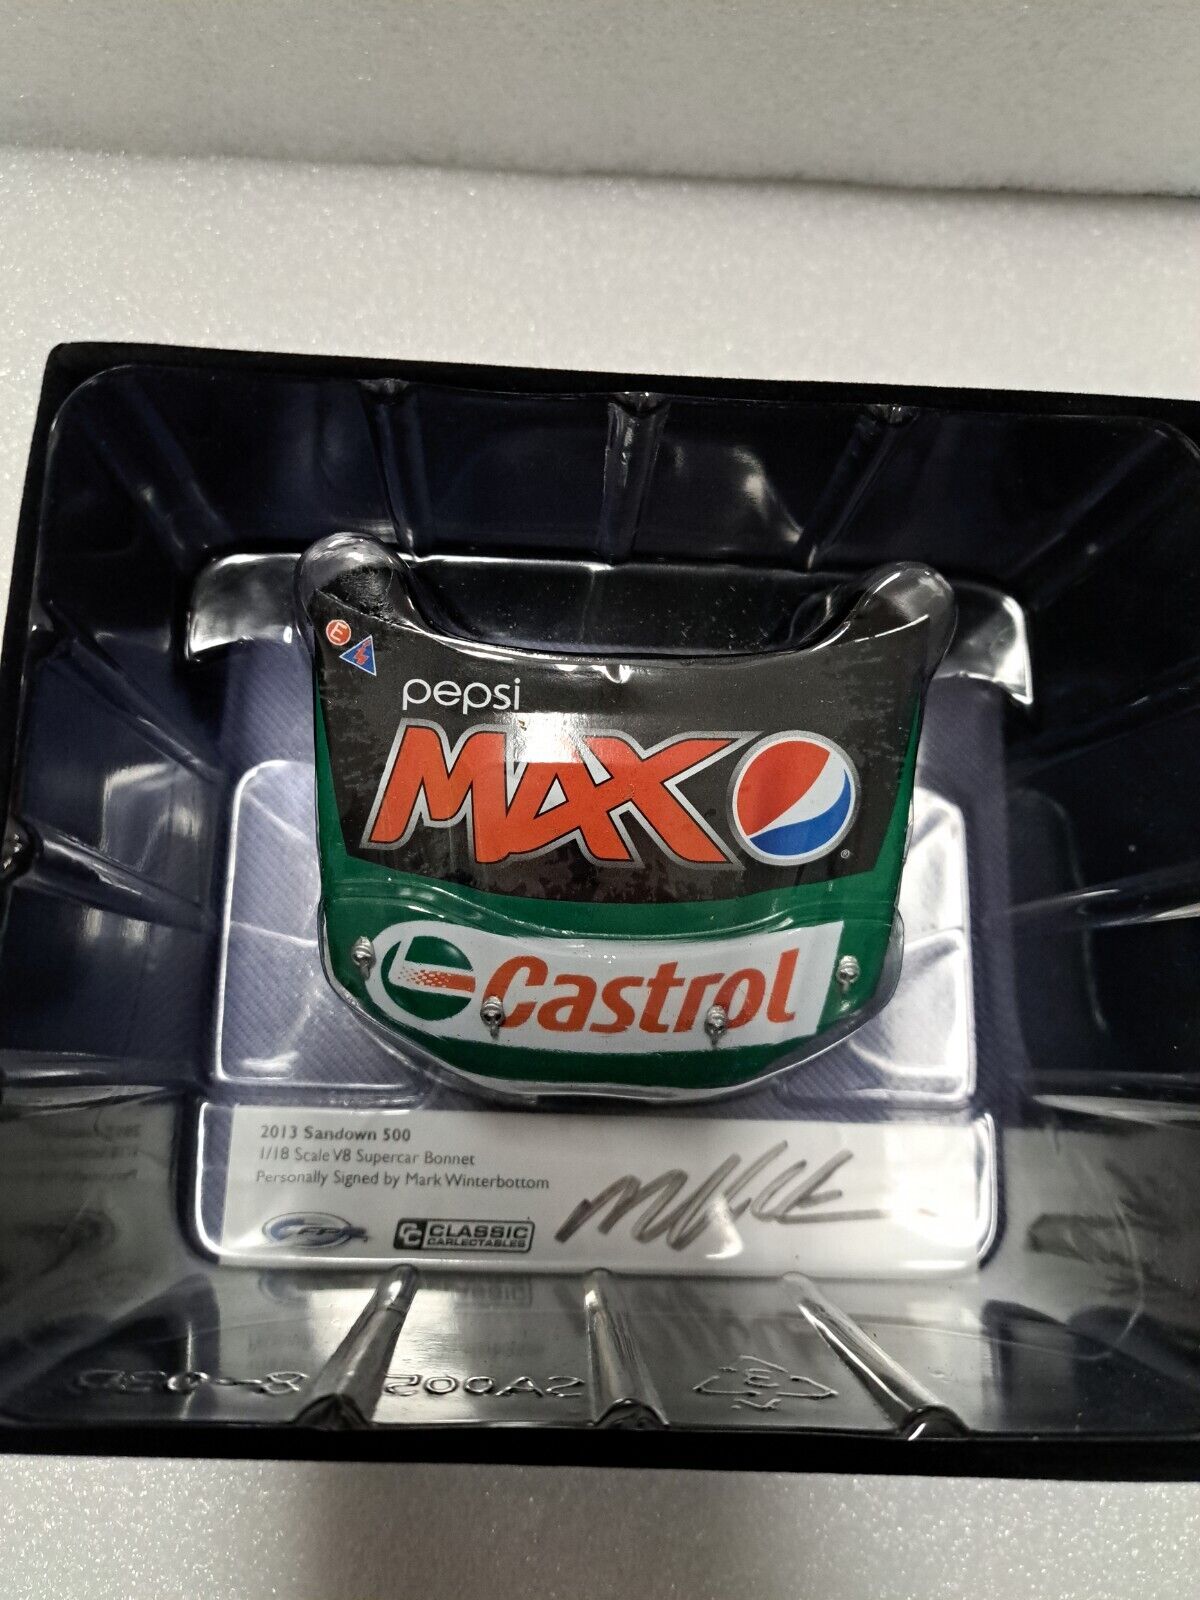 E
pepsi
MAX
®
Castrol
2013 Sandown 500
1/18 Scale V8 Supercar Bonnet
Personally Signed by Mark Winterbottom
CC CLASSIC
CARLECTABLES